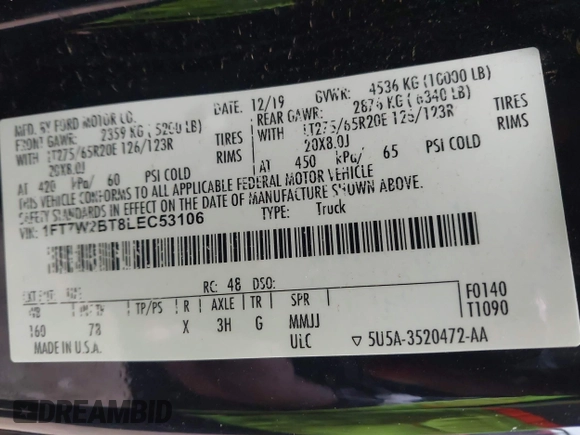 MFD. BY FORD MOTOR CO.
DATE: 12/19 GVWR: 4536 KG (10000 LB)
FRONT GAWR: 2359 KG (5200 LB) REAR GAWR: 2876 KG (6340 LB)
WITH LT275/65R20E 126/123R TIRES LT275/65R20E 126/123R TIRES
20X8.0J RIMS 20X8.0J RIMS
AT 420 kPa/ 60 PSI COLD AT 450 kPa/ 65 PSI COLD
THIS VEHICLE CONFORMS TO ALL APPLICABLE FEDERAL MOTOR VEHICLE
SAFETY STANDARDS IN EFFECT ON THE DATE OF MANUFACTURE SHOWN ABOVE.
VIN: 1FT7W2BT8LEC53106 TYPE: Truck
F0140
T1090
RC: 48 DSO:
EXT PNT
TP/PS R AXLE TR SPR
160 78 X 3H G MMJJ
MADE IN U.S.A. ULC ▽ 5U5A-3520472-AA
DREAMBID